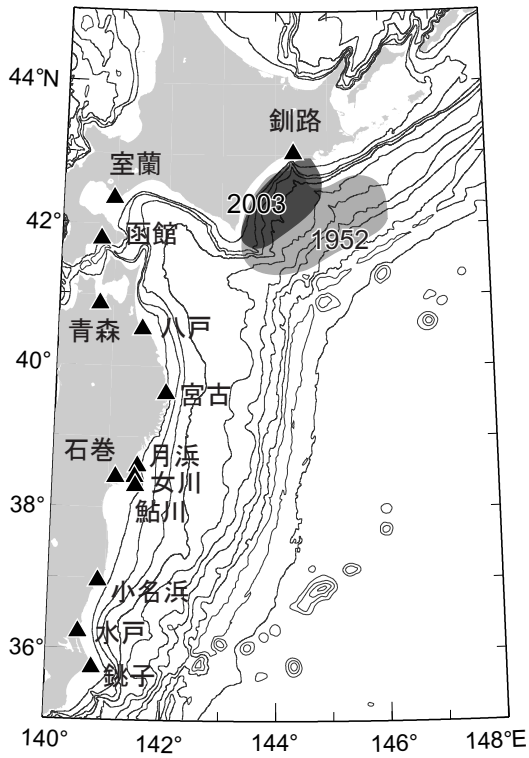 44°N
釧路
室蘭
2003
42°
函館
1952
青森
八戸
40°
宮古
石巻
月浜
女川
38°
鮎川
小名浜
水戸
36°
銚子
140°
142°
144°
146°
148°E